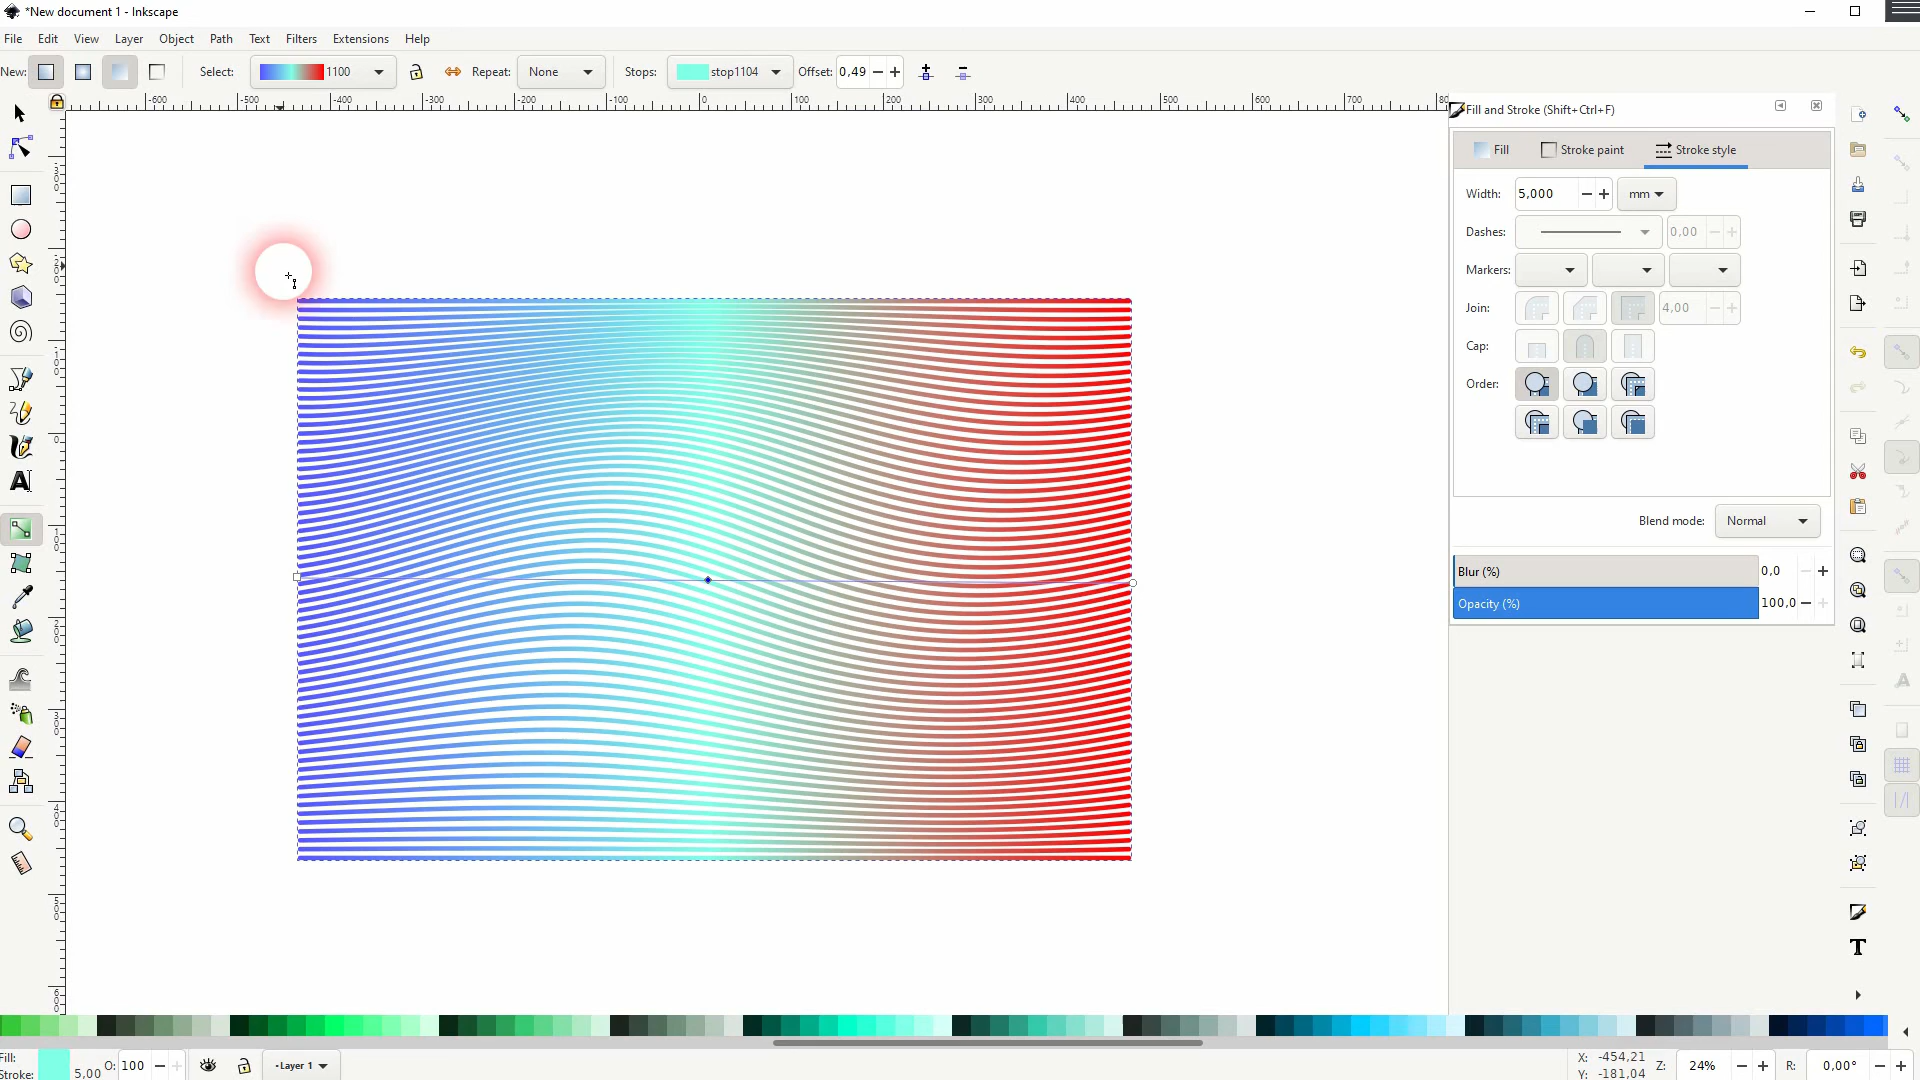 *New document 1 - Inkscape
File Edit View Layer Object Path Text Filters Extensions Help
New: Select: 1100 Repeat: None Stops: stop1104 Offset: 0,49
-600 -500 -400 -300 -200 -100 0 100 200 300 400 500 600 700
Fill and Stroke (Shift+Ctrl+F)
Fill Stroke paint Stroke style
Width: 5,000 mm
Dashes: 0,00
Markers:
Join: 4,00
Cap:
Order:
Blend mode: Normal
Blur (%) 0,0
Opacity (%) 100,0
Fill: O: 100 Layer 1 X: -454,21 Z: 24% R: 0,00°
Stroke: 5,00 Y: -181,04